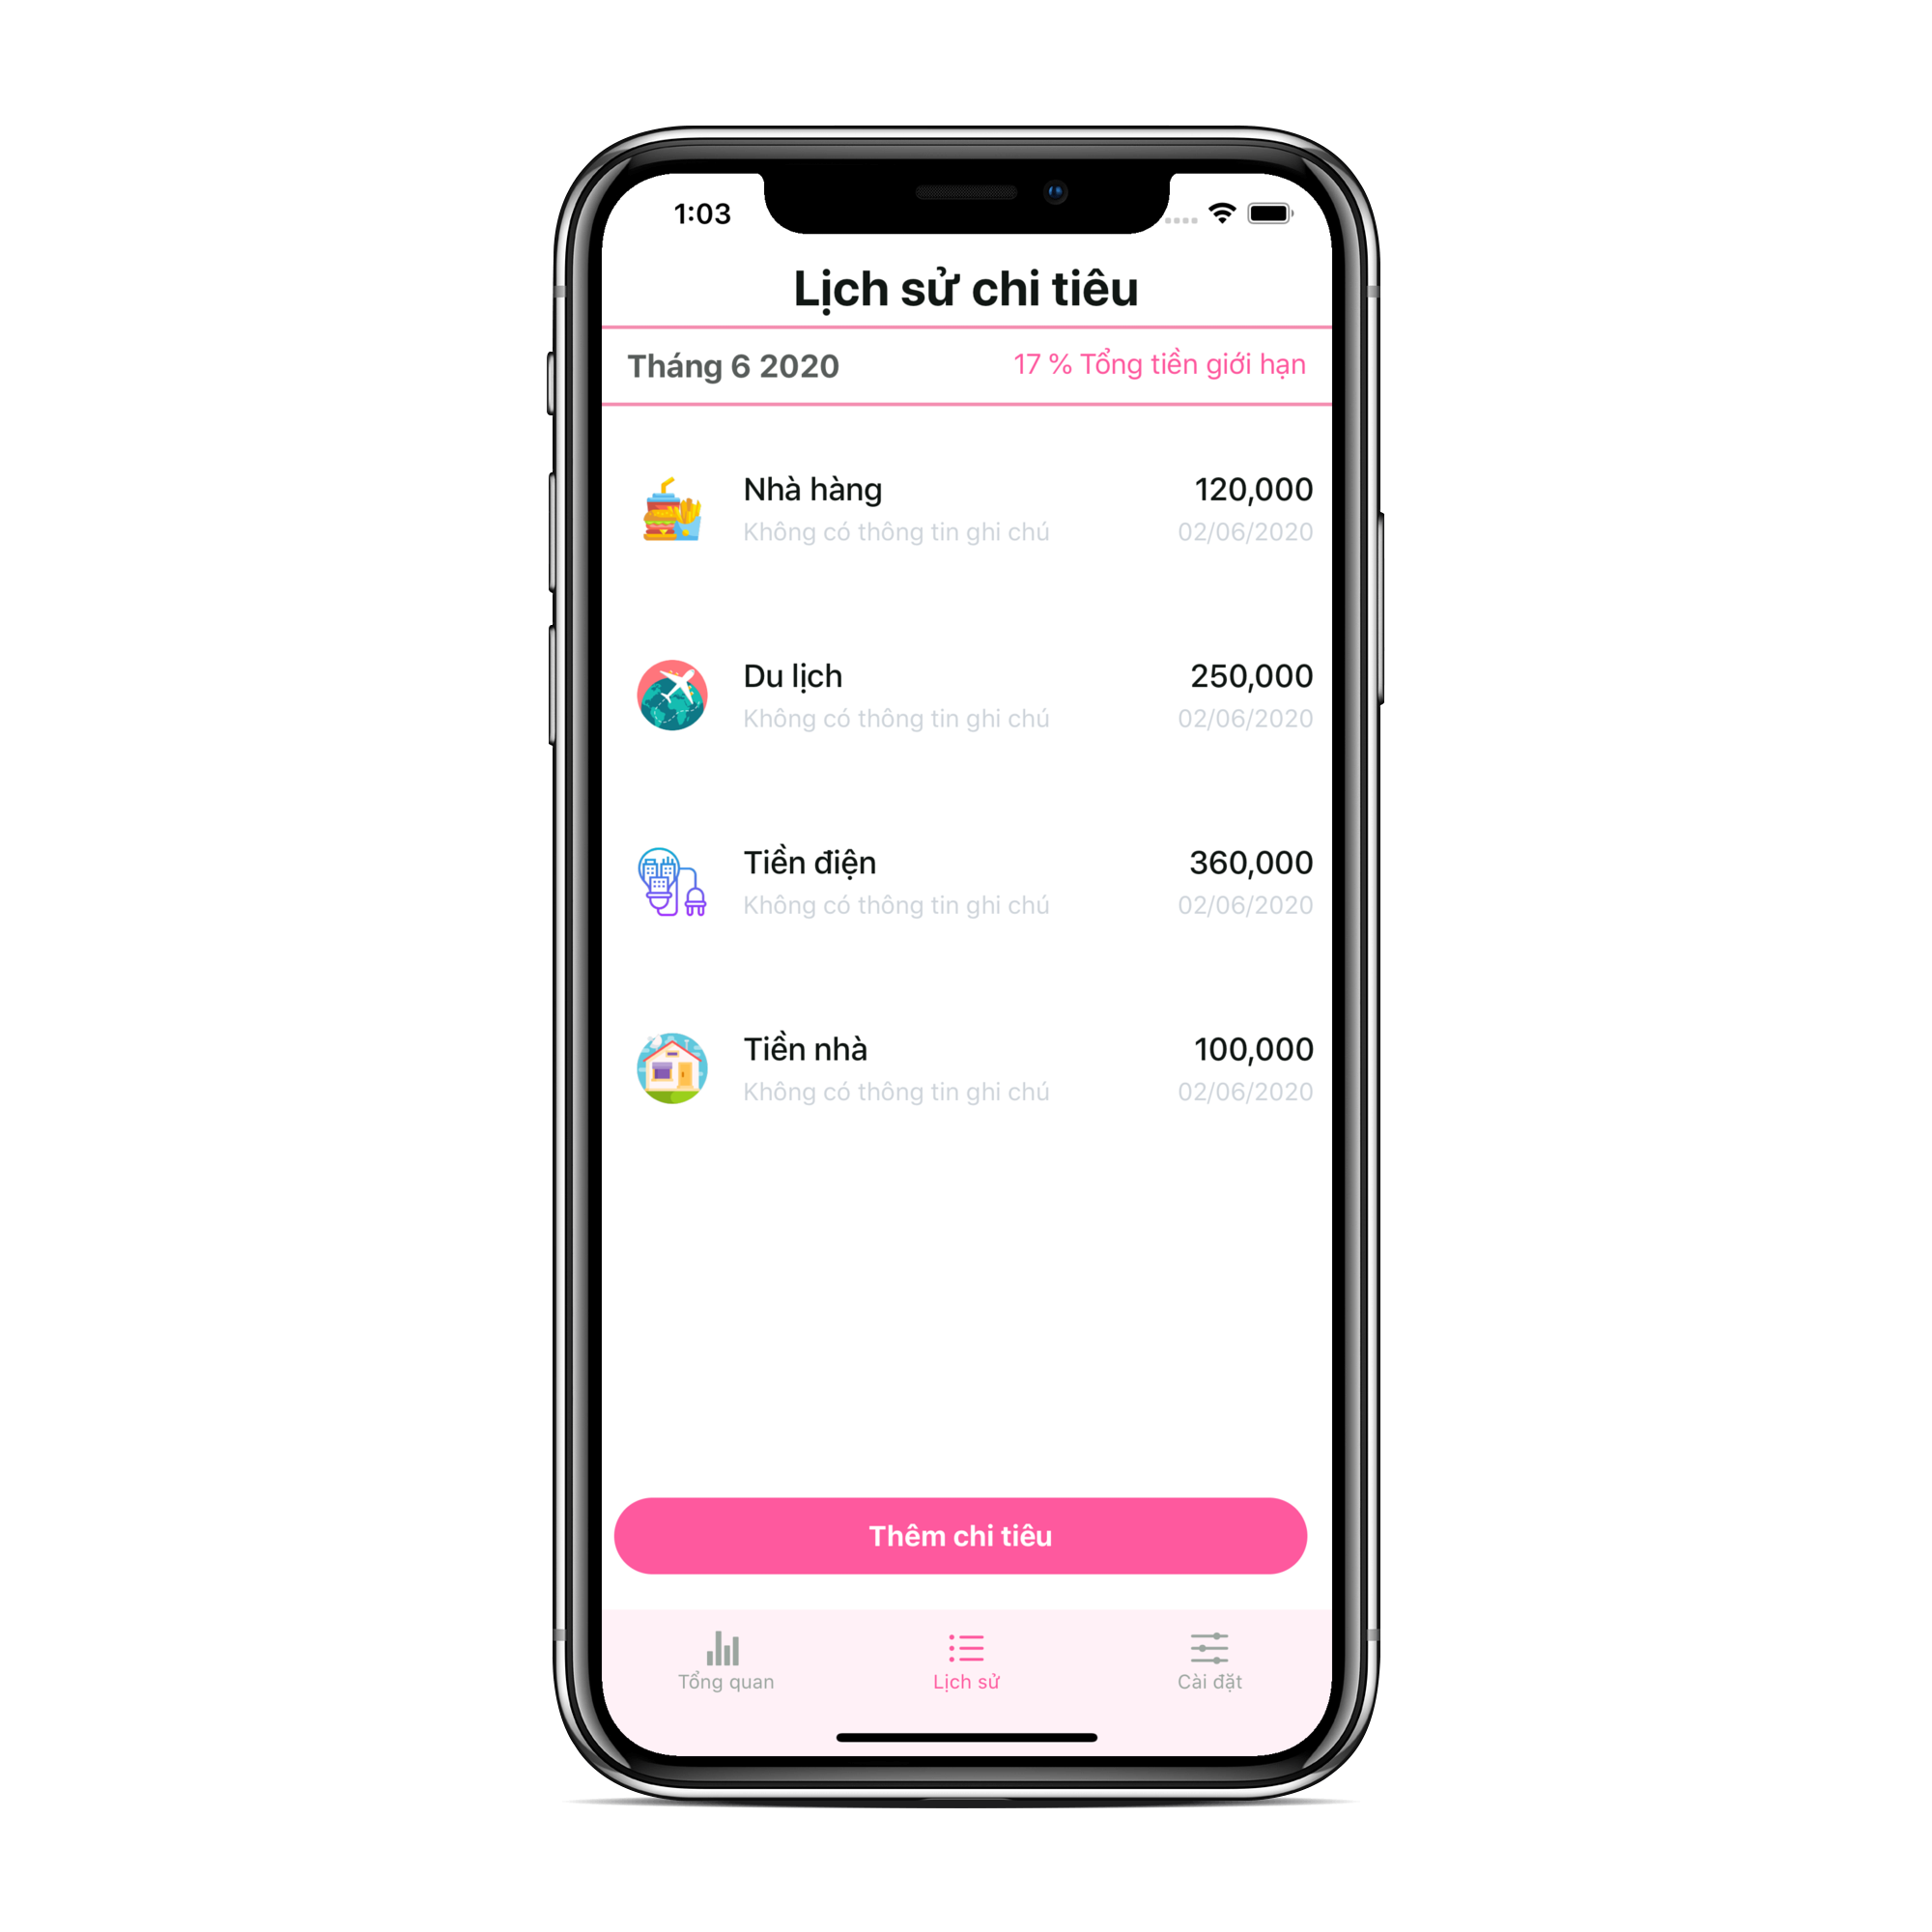 1:03
Lịch sử chi tiêu
Tháng 6 2020 17 % Tổng tiền giới hạn
Nhà hàng 120,000
Không có thông tin ghi chú 02/06/2020
Du lịch 250,000
Không có thông tin ghi chú 02/06/2020
Tiền điện 360,000
Không có thông tin ghi chú 02/06/2020
Tiền nhà 100,000
Không có thông tin ghi chú 02/06/2020
Thêm chi tiêu
Tổng quan Lịch sử Cài đặt